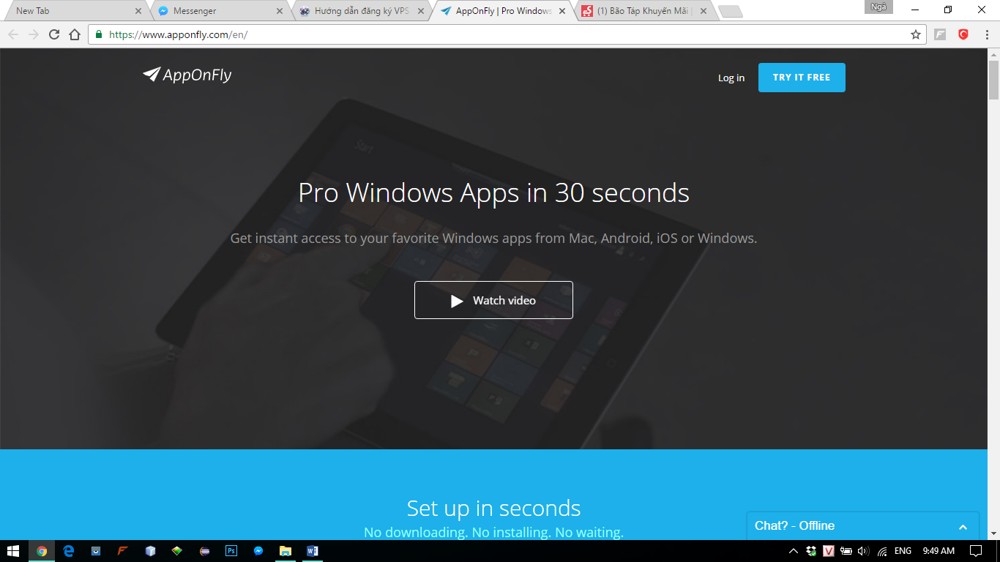 New Tab
Messenger
Hướng dẫn đăng ký VPS
AppOnFly | Pro Windows
(1) Bão Táp Khuyến Mãi |
Ngà
https://www.apponfly.com/en/
AppOnFly
Log in
TRY IT FREE
Start
Pro Windows Apps in 30 seconds
Get instant access to your favorite Windows apps from Mac, Android, iOS or Windows.
Watch video
Set up in seconds
No downloading. No installing. No waiting.
Chat? - Offline
Ps
ENG
9:49 AM